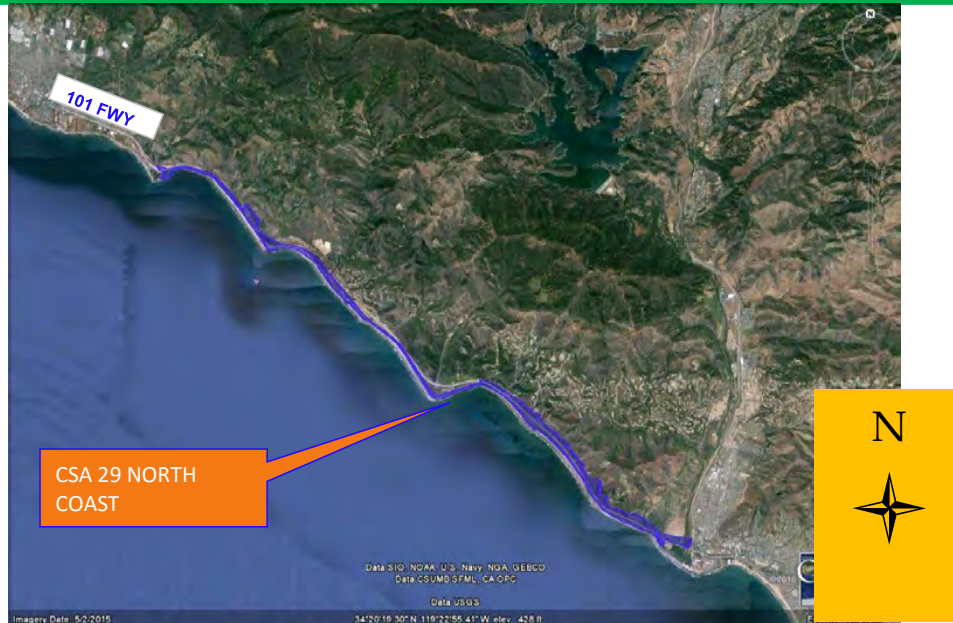 N
101 FWY
N
CSA 29 NORTH
COAST
Data SIO, NOAA, U.S. Navy, NGA, GEBCO
Data CSUMB SFML, CA OPC
Data USGS
©2010
Imagery Date: 5/2/2015
34°20'19.30" N 119°22'55.41" W elev 428 ft